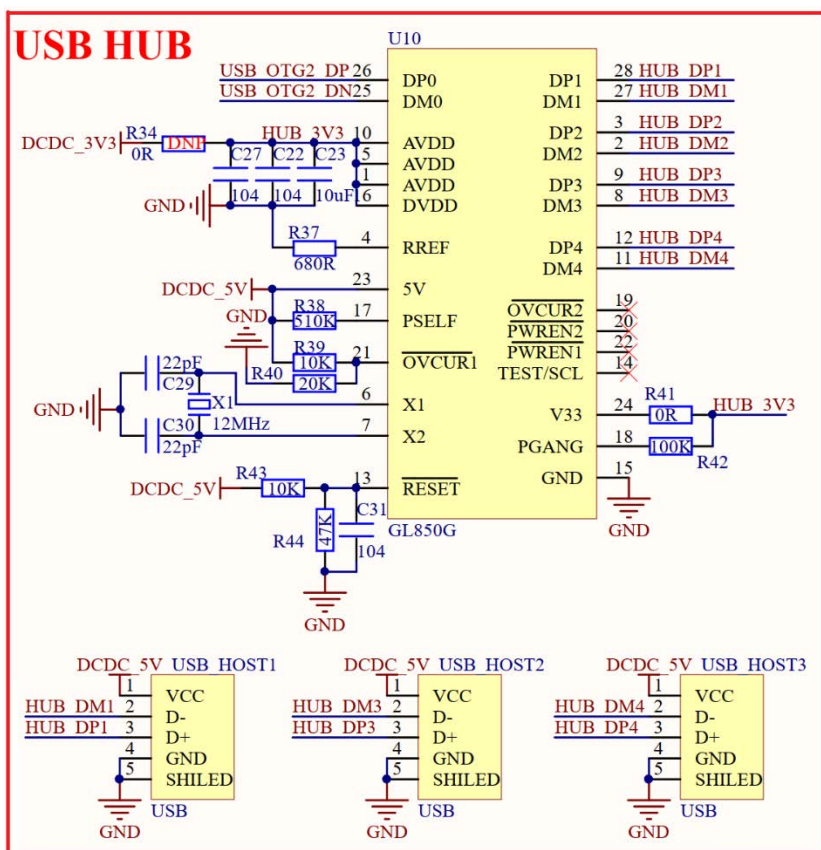 USB HUB
U10
USB_OTG2_DP 26 DP0 DP1 28 HUB_DP1
USB_OTG2_DN 25 DM0 DM1 27 HUB_DM1
DP2 3 HUB_DP2
DM2 2 HUB_DM2
DP3 9 HUB_DP3
DM3 8 HUB_DM3
DP4 12 HUB_DP4
DM4 11 HUB_DM4
DCDC_3V3 R34 DNP 0R HUB_3V3
10 AVDD
5 AVDD
1 AVDD
16 DVDD
C27 C22 C23
104 104 10uF
GND
R37 680R 4 RREF
DCDC_5V 23 5V
GND R38 510K 17 PSELF
R39 10K 21 OVCUR1
R40 20K
OVCUR2 19
PWREN2 20
PWREN1 22
TEST/SCL 14
22pF C29
GND X1 12MHz
C30 22pF
6 X1
7 X2
V33 24 R41 0R HUB_3V3
PGANG 18 100K R42
GND 15
GND
DCDC_5V R43 10K 13 RESET
R44 47K C31 104
GND
GL850G
DCDC_5V USB_HOST1
1 VCC
HUB_DM1 2 D-
HUB_DP1 3 D+
4 GND
5 SHILED
GND USB
DCDC_5V USB_HOST2
1 VCC
HUB_DM3 2 D-
HUB_DP3 3 D+
4 GND
5 SHILED
GND USB
DCDC_5V USB_HOST3
1 VCC
HUB_DM4 2 D-
HUB_DP4 3 D+
4 GND
5 SHILED
GND USB